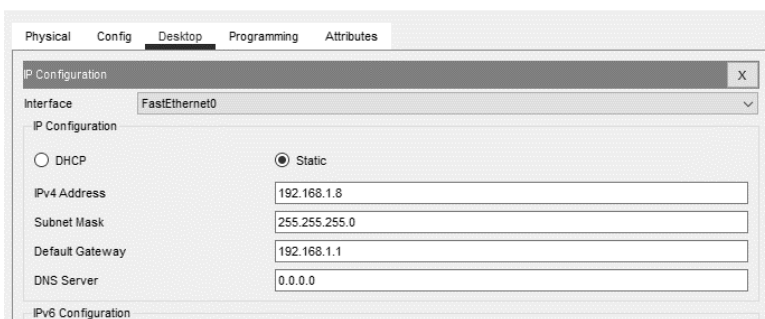 Physical Config Desktop Programming Attributes
IP Configuration X
Interface FastEthernet0
IP Configuration
DHCP Static
IPv4 Address 192.168.1.8
Subnet Mask 255.255.255.0
Default Gateway 192.168.1.1
DNS Server 0.0.0.0
IPv6 Configuration